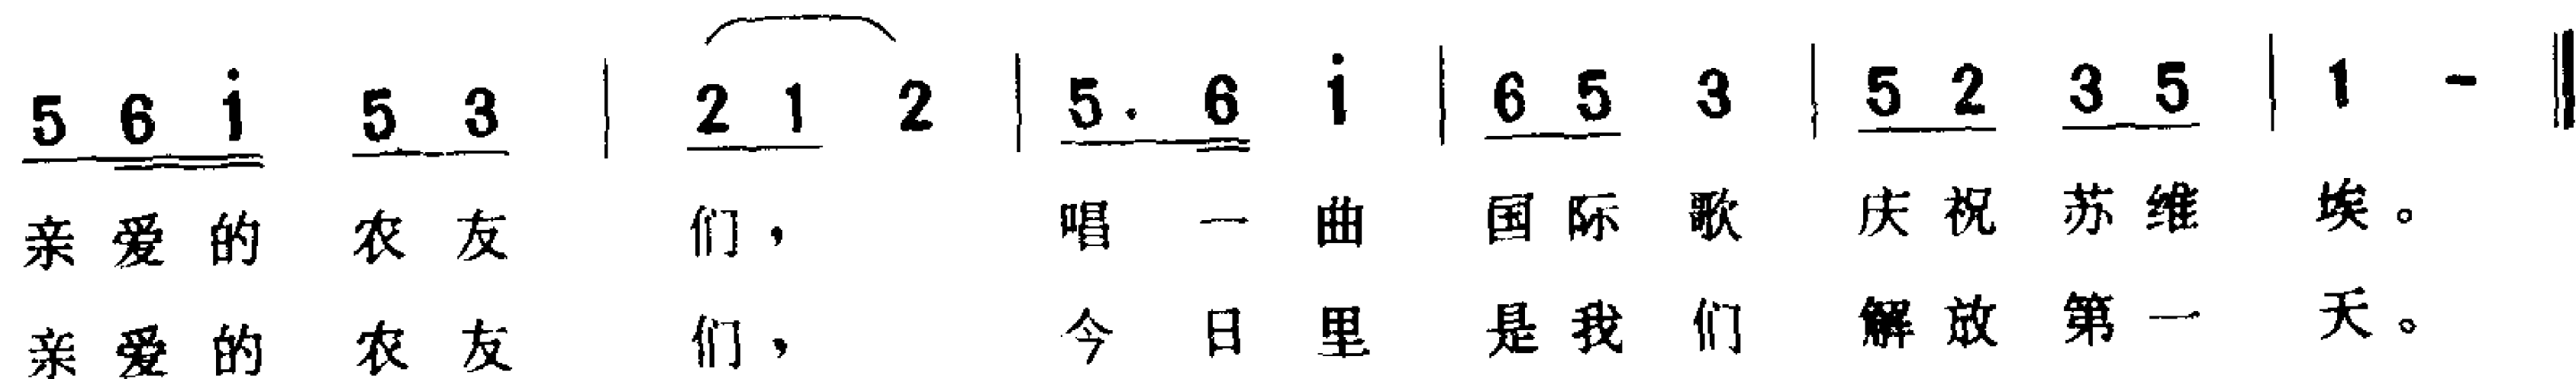 5 6 i 5 3 | 2 1 2 | 5. 6 i | 6 5 3 | 5 2 3 5 | 1 - ‖
亲爱的农友们，唱一曲国际歌庆祝苏维埃。
亲爱的农友们，今日里是我们解放第一天。